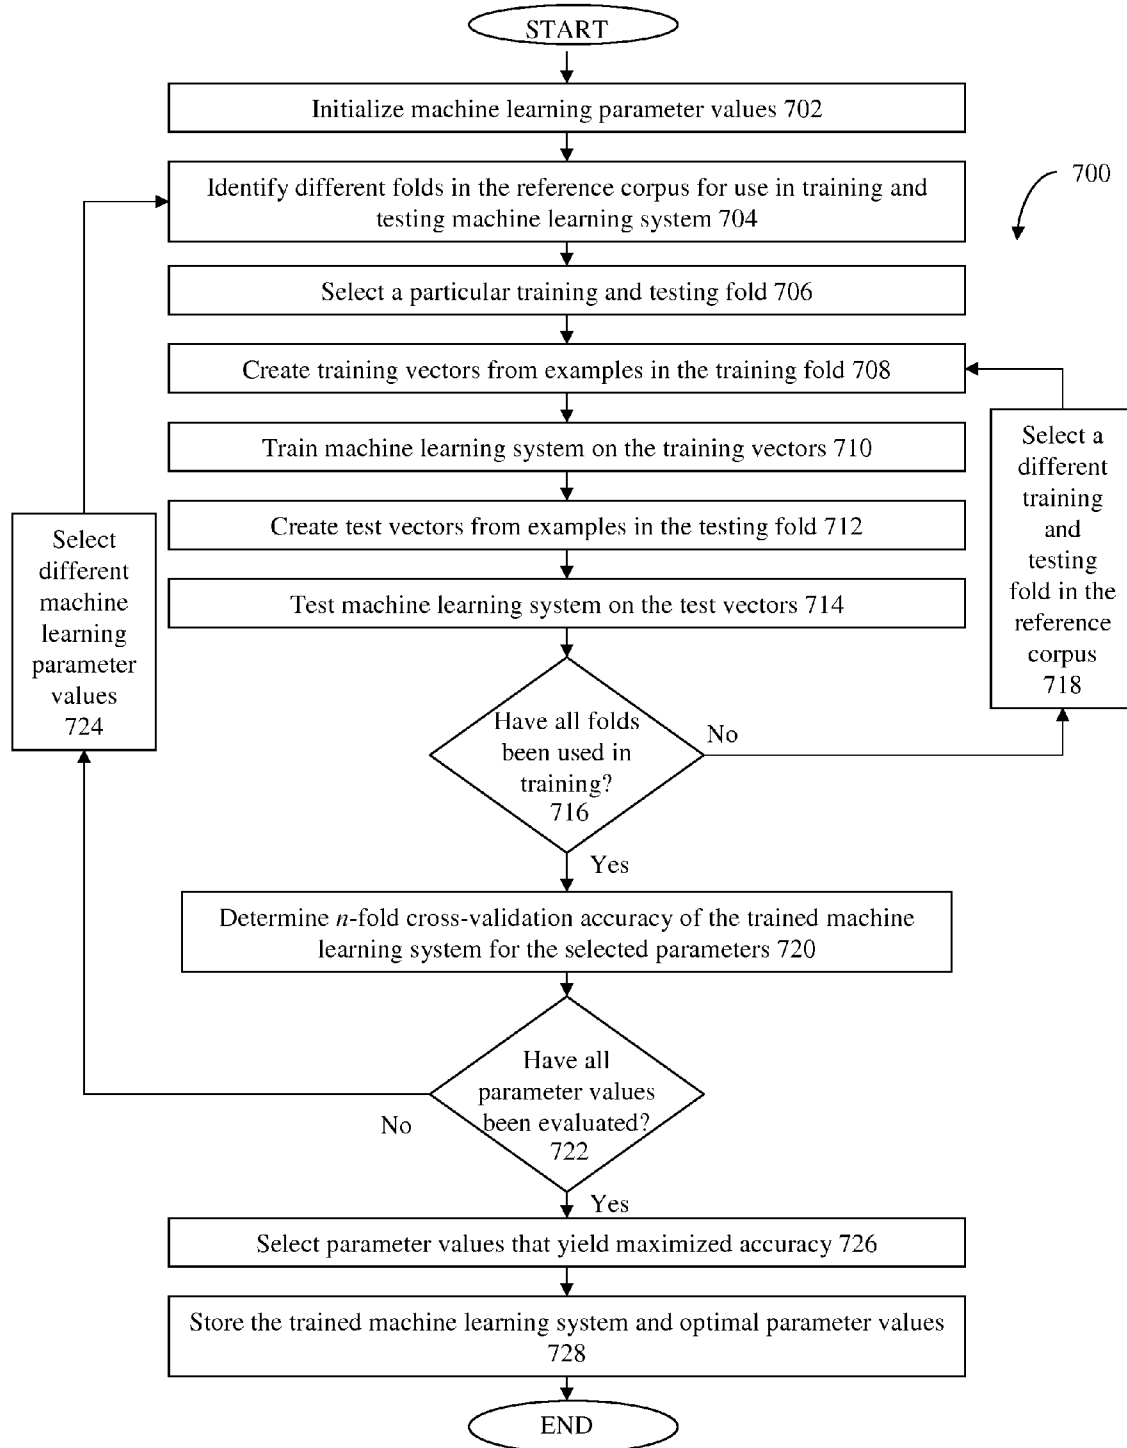 START
Initialize machine learning parameter values 702
Identify different folds in the reference corpus for use in training and
testing machine learning system 704
700
Select a particular training and testing fold 706
Create training vectors from examples in the training fold 708
Train machine learning system on the training vectors 710
Create test vectors from examples in the testing fold 712
Test machine learning system on the test vectors 714
Select a
different
training
and
testing
fold in the
reference
corpus
718
Select
different
machine
learning
parameter
values
724
Have all folds
been used in
training?
716
No
Yes
Determine n-fold cross-validation accuracy of the trained machine
learning system for the selected parameters 720
Have all
parameter values
been evaluated?
722
No
Yes
Select parameter values that yield maximized accuracy 726
Store the trained machine learning system and optimal parameter values
728
END